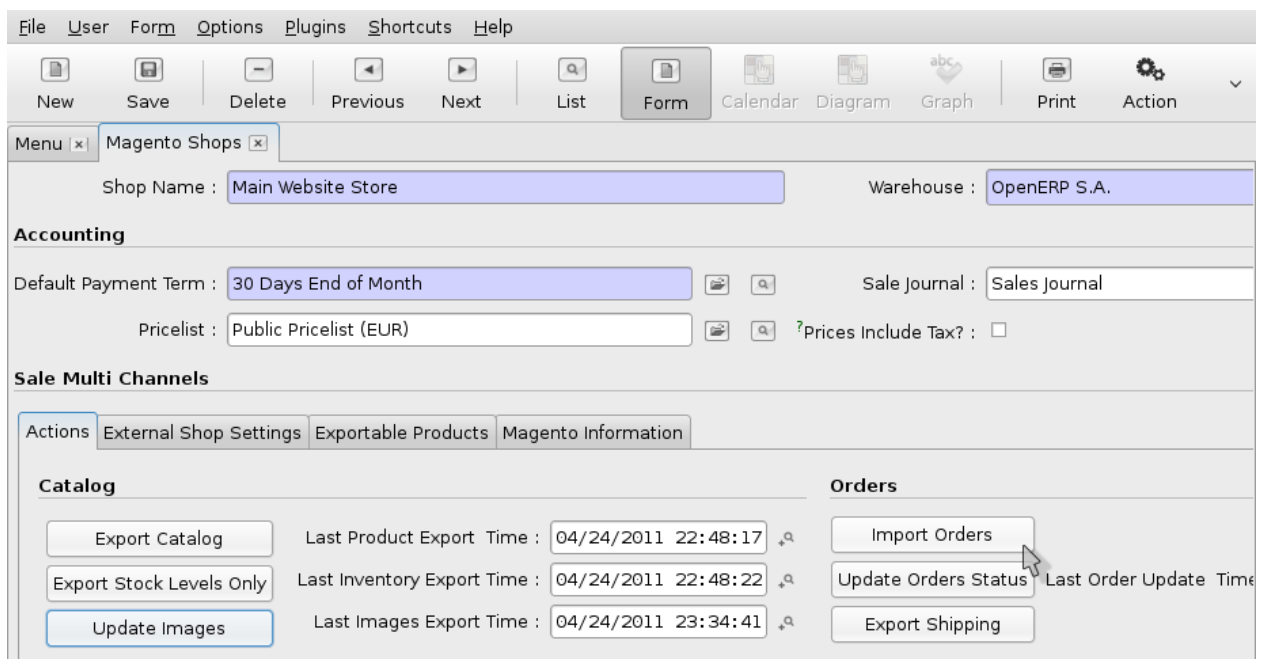 File User Form Options Plugins Shortcuts Help
New Save Delete Previous Next List Form Calendar Diagram abc Graph Print Action
Menu Magento Shops
Shop Name : Main Website Store Warehouse : OpenERP S.A.
Accounting
Default Payment Term : 30 Days End of Month Sale Journal : Sales Journal
Pricelist : Public Pricelist (EUR) ?Prices Include Tax? :
Sale Multi Channels
Actions External Shop Settings Exportable Products Magento Information
Catalog Orders
Export Catalog Last Product Export Time : 04/24/2011 22:48:17 Import Orders
Export Stock Levels Only Last Inventory Export Time : 04/24/2011 22:48:22 Update Orders Status Last Order Update Time
Update Images Last Images Export Time : 04/24/2011 23:34:41 Export Shipping